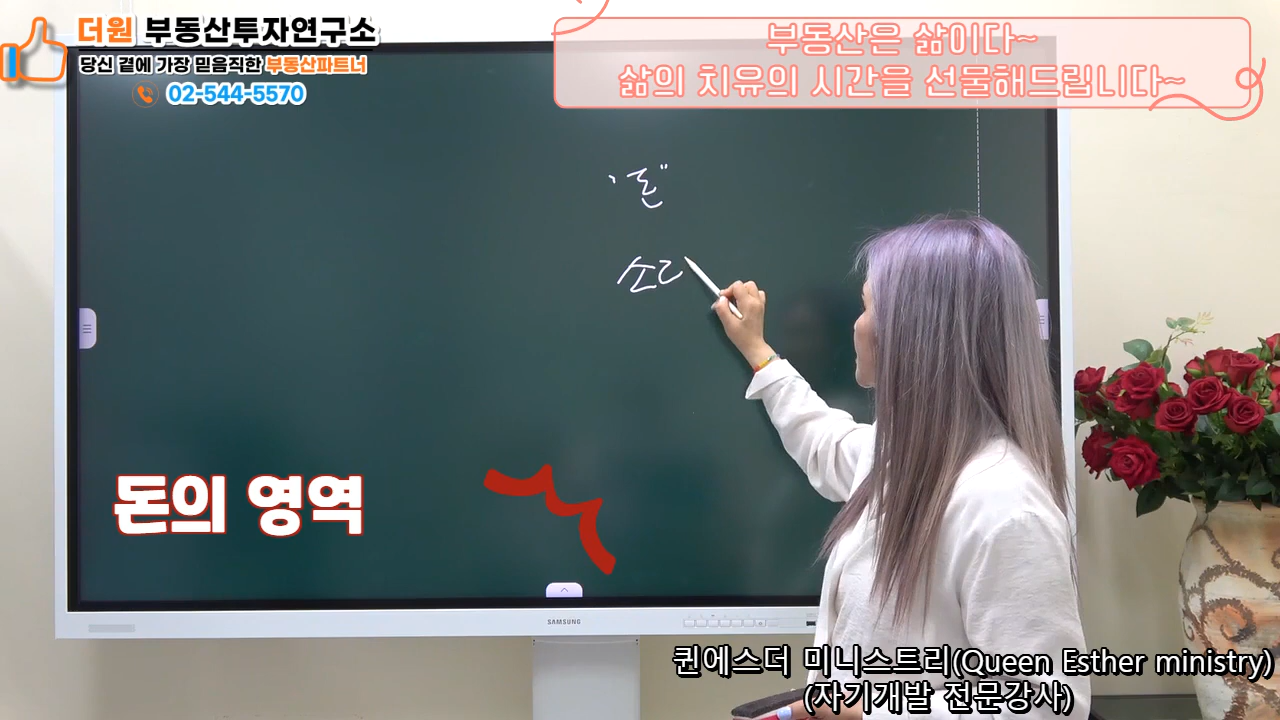 더원 부동산투자연구소
당신 곁에 가장 믿음직한 부동산파트너
02-544-5570
부동산은 삶이다~
삶의 치유의 시간을 선물해드립니다~
"돈"
소리
돈의 영역
SAMSUNG
퀸에스더 미니스트리(Queen Esther ministry)
(자기개발 전문강사)